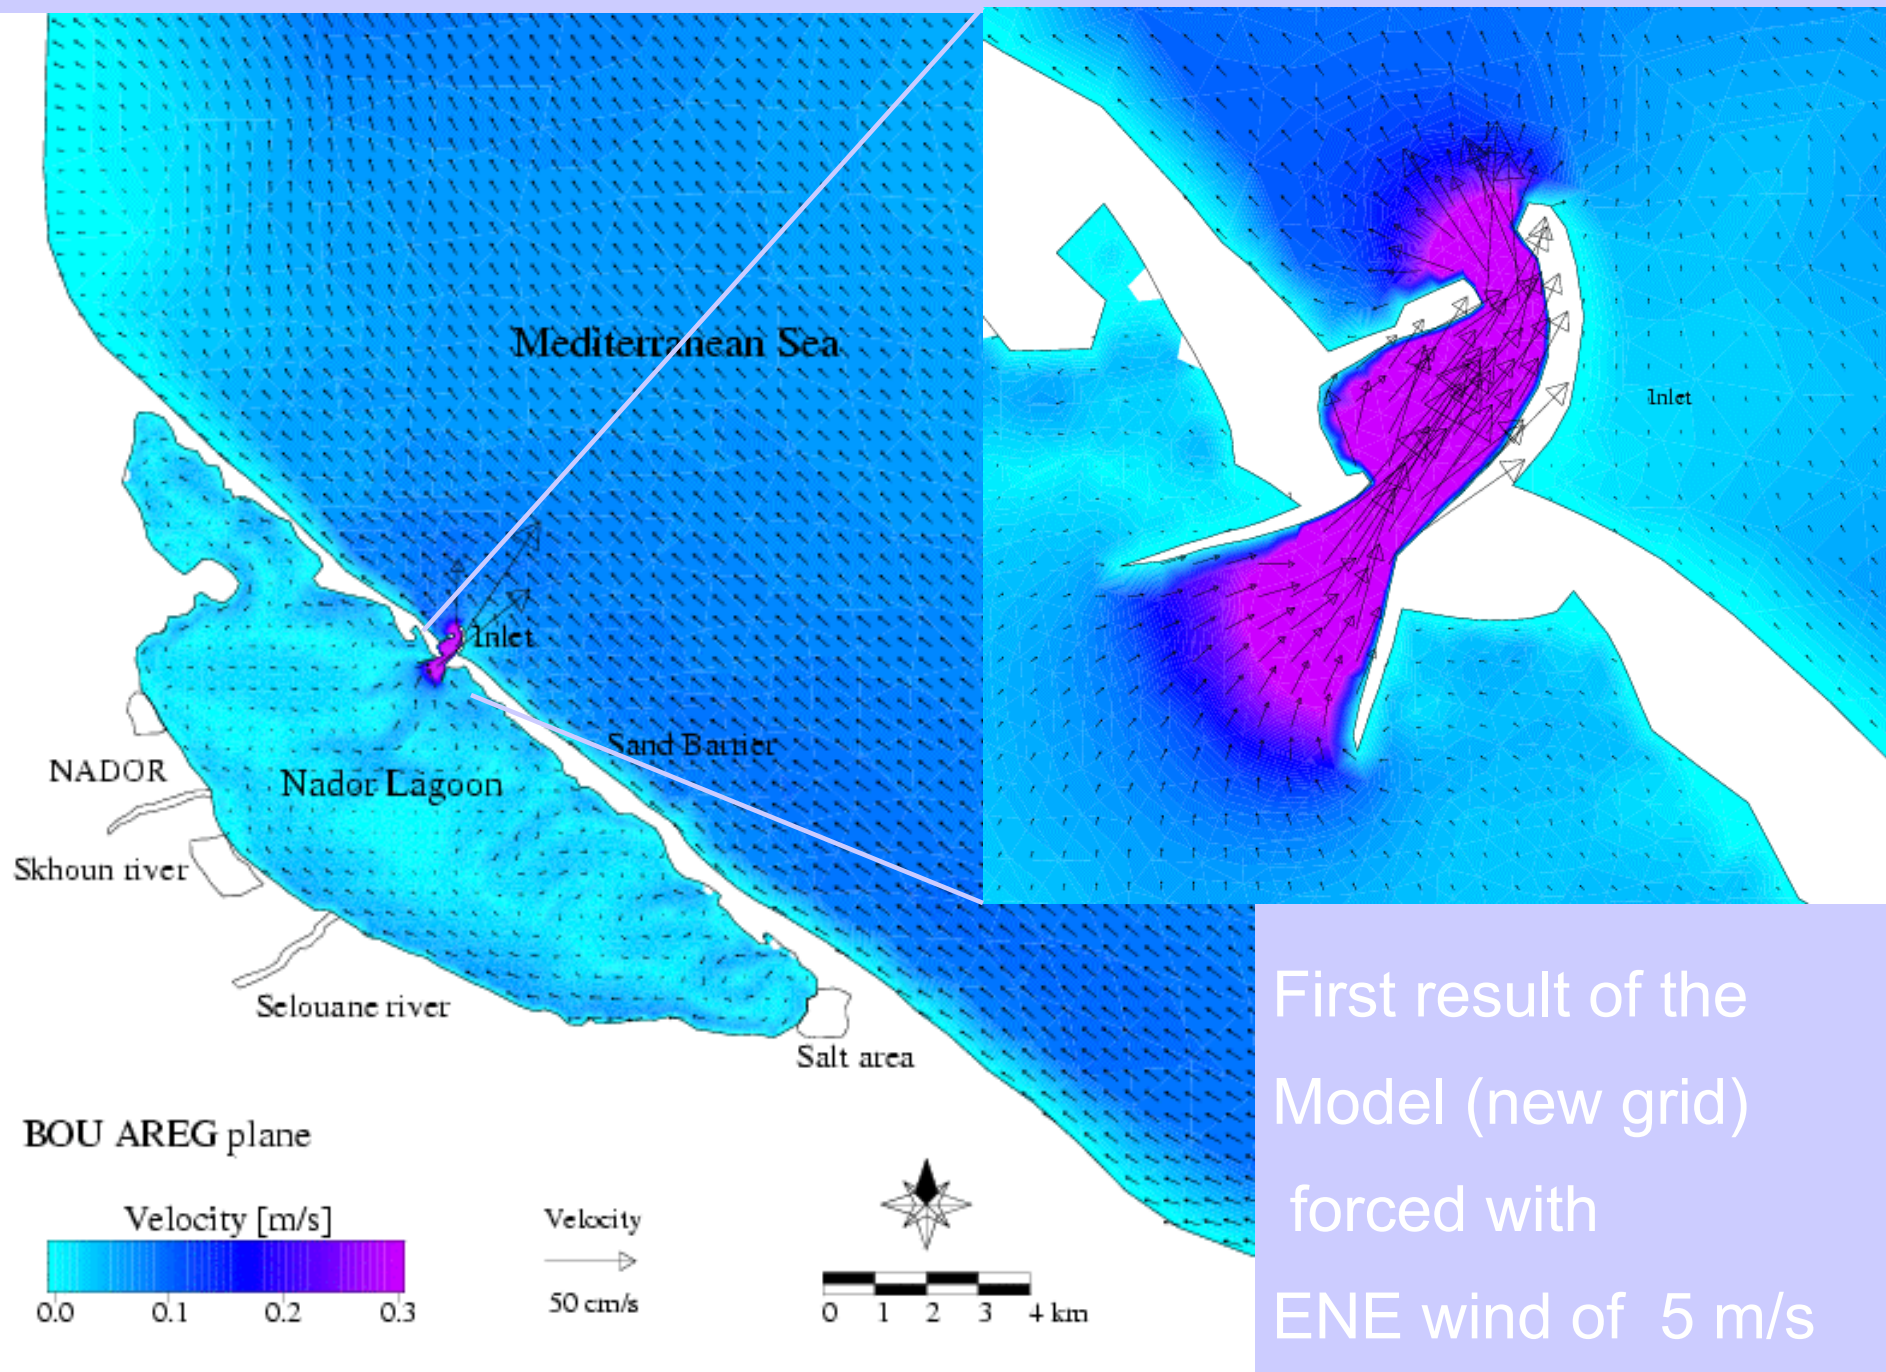 Mediterranean Sea
Inlet
Inlet
Sand Barrier
NADOR
Nador Lagoon
Skhoun river
Selouane river
Salt area
BOU AREG plane
Velocity [m/s]
0.0 0.1 0.2 0.3
Velocity
50 cm/s
0 1 2 3 4 km
First result of the
Model (new grid)
forced with
ENE wind of 5 m/s